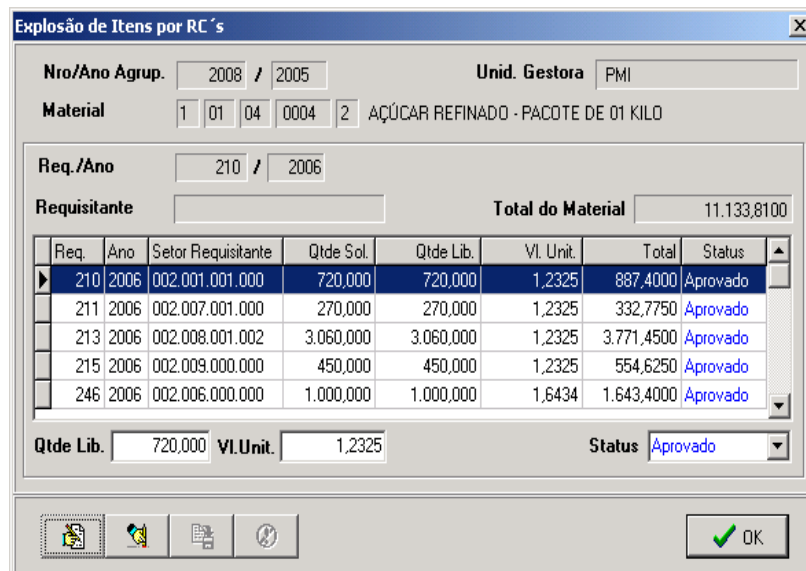 Explosão de Itens por RC´s
Nro/Ano Agrup. 2008 / 2005 Unid. Gestora PMI
Material 1 01 04 0004 2 AÇÚCAR REFINADO - PACOTE DE 01 KILO
Req./Ano 210 / 2006
Requisitante Total do Material 11.133,8100
Req. Ano Setor Requisitante Qtde Sol. Qtde Lib. Vl. Unit. Total Status
210 2006 002.001.001.000 720,000 720,000 1,2325 887,4000 Aprovado
211 2006 002.007.001.000 270,000 270,000 1,2325 332,7750 Aprovado
213 2006 002.008.001.002 3.060,000 3.060,000 1,2325 3.771,4500 Aprovado
215 2006 002.009.000.000 450,000 450,000 1,2325 554,6250 Aprovado
246 2006 002.006.000.000 1.000,000 1.000,000 1,6434 1.643,4000 Aprovado
Qtde Lib. 720,000 Vl.Unit. 1,2325 Status Aprovado
OK